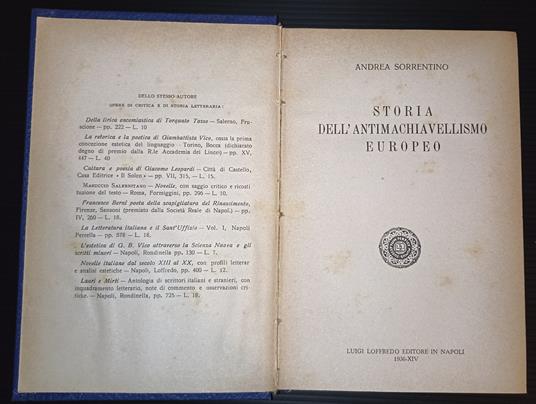 DELLO STESSO AUTORE
OPERE DI CRITICA E DI STORIA LETTERARIA:
Della lirica encomiastica di Torquato Tasso — Salerno, Fru-
scione — pp. 222 — L. 10
La retorica e la poetica di Giambattista Vico, ossia la prima
concezione estetica del linguaggio - Torino, Bocca (dichiarato
degno di premio dalla R.le Accademia dei Lincei) — pp. XV,
447 — L. 40
Cultura e poesia di Giacomo Leopardi — Città di Castello,
Casa Editrice « Il Solco » — pp. VII, 315, — L. 15.
MASUCCIO SALERNITANO — Novelle, con saggio critico e ricosti
tuzione del testo — Roma, Formiggini, pp. 296 — L. 10.
Francesco Berni poeta della scapigliatura del Rinascimento,
Firenze, Sansoni (premiato dalla Società Reale di Napoli.) — pp.
IV, 260 — L. 18.
La Letteratura italiana e il Sant'Uffizio — Vol. 1, Napoli
Perrella — pp. 378 — L. 18.
L'estetica di G. B. Vico attraverso la Scienza Nuova e gli
scritti minori — Napoli, Rondinella pp. 130 — L. 7.
Novelle italiane dal secolo XIII al XX, con profili letterar
e analisi estetiche — Napoli, Loffredo, pp. 400 — L. 12.
Lauri e Mirti — Antologia di scrittori italiani e stranieri, con
inquadramento letterario, note di commento e osservazioni cri-
tiche. — Napoli, Rondinella, pp. 725 — L. 18.
ANDREA SORRENTINO
STORIA
DELL'ANTIMACHIAVELLISMO
EUROPEO
LUIGI LOFFREDO EDITORE IN NAPOLI
1936-XIV